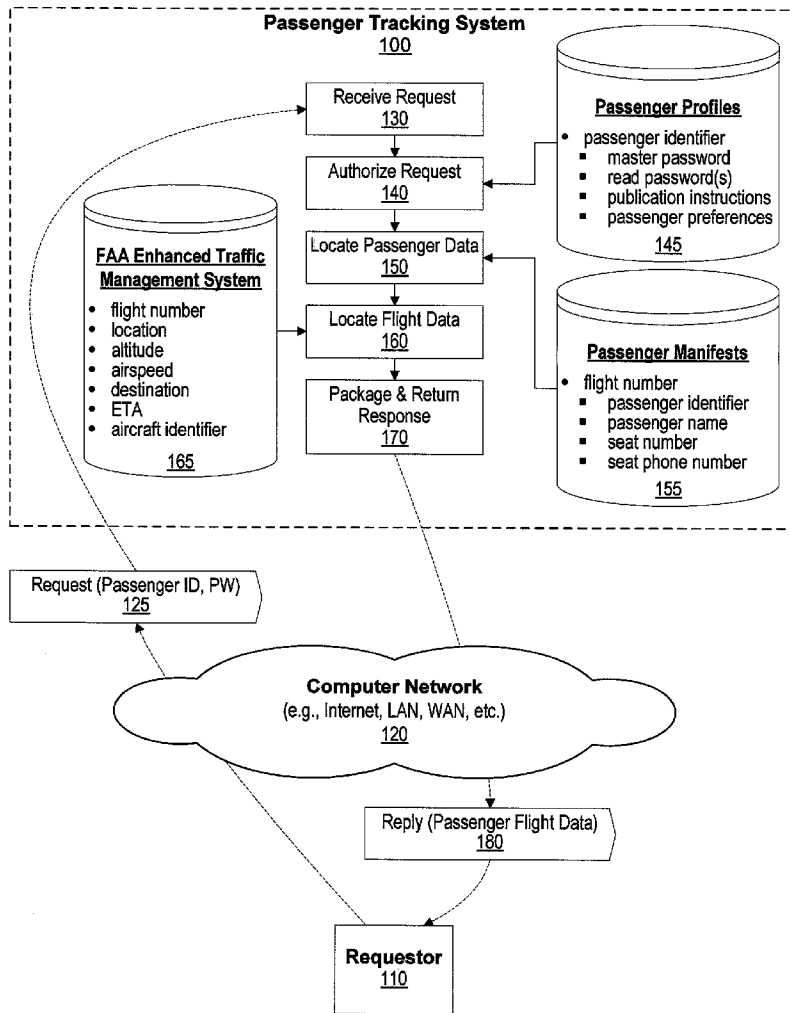 Passenger Tracking System
100
Receive Request
130
Authorize Request
140
Locate Passenger Data
150
Locate Flight Data
160
Package & Return
Response
170
Passenger Profiles
• passenger identifier
▪ master password
▪ read password(s)
▪ publication instructions
▪ passenger preferences
145
FAA Enhanced Traffic
Management System
• flight number
• location
• altitude
• airspeed
• destination
• ETA
• aircraft identifier
165
Passenger Manifests
• flight number
▪ passenger identifier
▪ passenger name
▪ seat number
▪ seat phone number
155
Request (Passenger ID, PW)
125
Computer Network
(e.g., Internet, LAN, WAN, etc.)
120
Reply (Passenger Flight Data)
180
Requestor
110